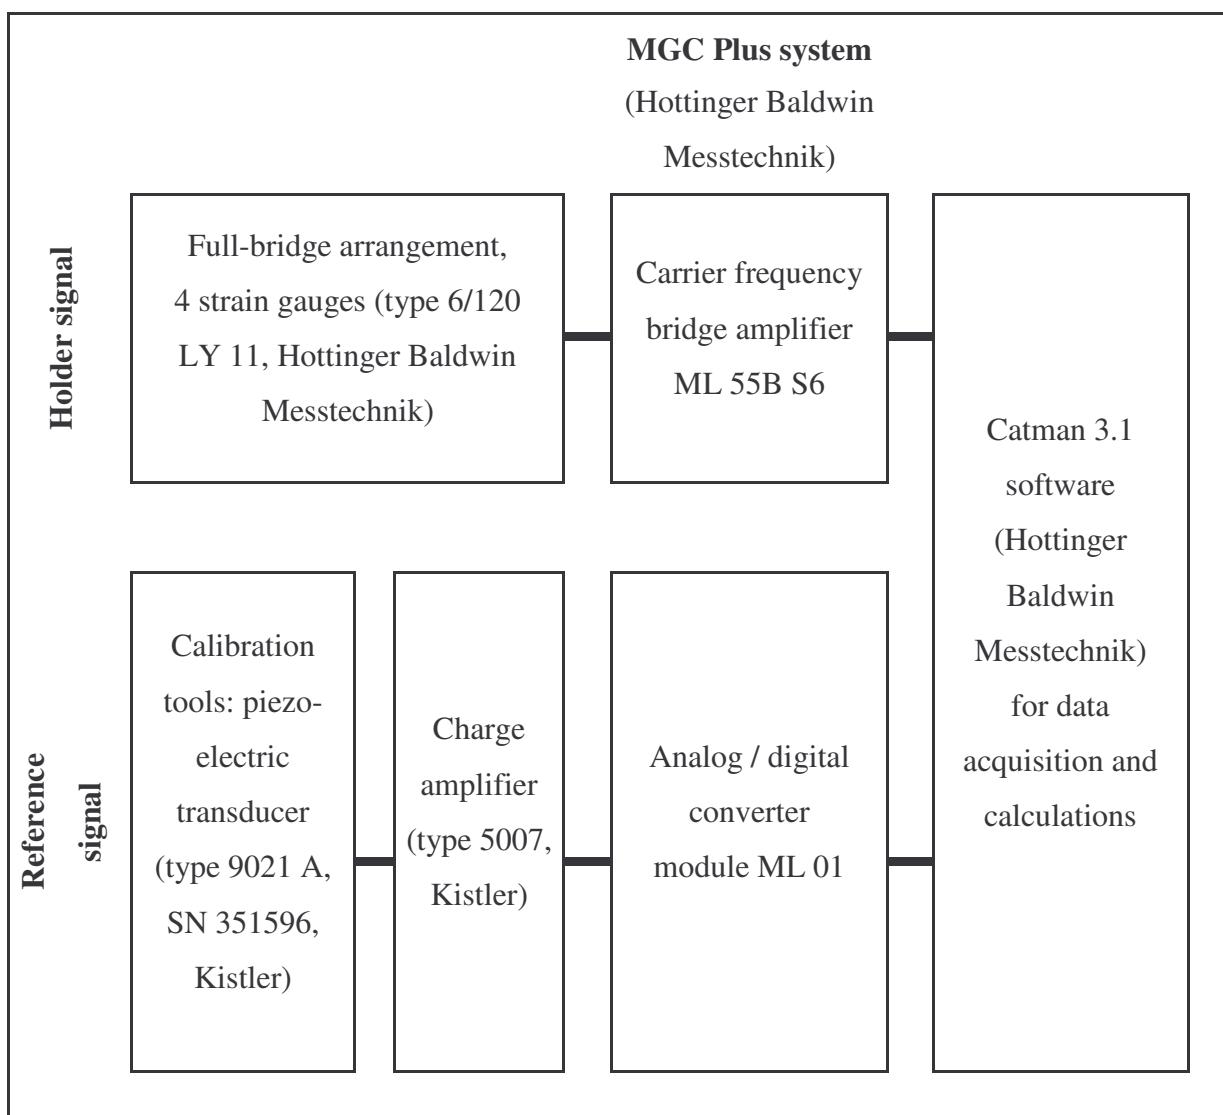 MGC Plus system
(Hottinger Baldwin
Messtechnik)
Holder signal
Full-bridge arrangement,
4 strain gauges (type 6/120
LY 11, Hottinger Baldwin
Messtechnik)
Carrier frequency
bridge amplifier
ML 55B S6
Catman 3.1
software
(Hottinger
Baldwin
Messtechnik)
for data
acquisition and
calculations
Reference
signal
Calibration
tools: piezo-
electric
transducer
(type 9021 A,
SN 351596,
Kistler)
Charge
amplifier
(type 5007,
Kistler)
Analog / digital
converter
module ML 01